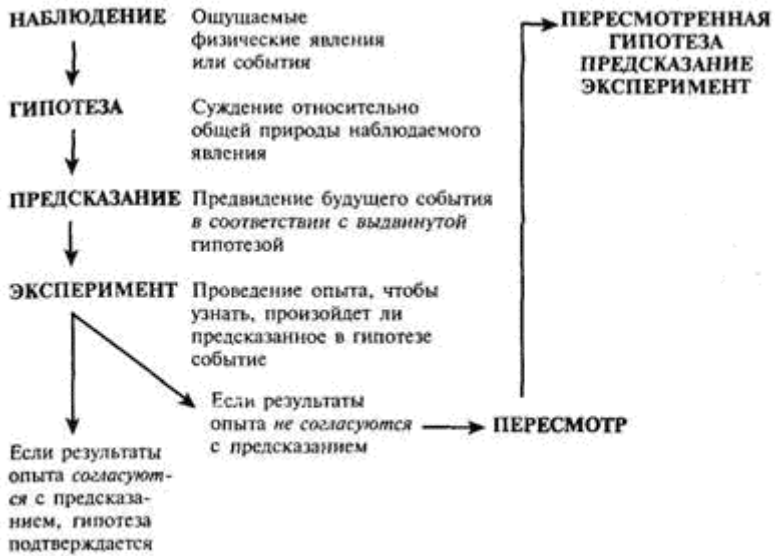 НАБЛЮДЕНИЕ Ощущаемые
физические явления
или события
ГИПОТЕЗА Суждение относительно
общей природы наблюдаемого
явления
ПРЕДСКАЗАНИЕ Предвидение будущего события
в соответствии с выдвинутой
гипотезой
ЭКСПЕРИМЕНТ Проведение опыта, чтобы
узнать, произойдет ли
предсказанное в гипотезе
событие
Если результаты
опыта согласуют-
ся с предсказа-
нием, гипотеза
подтверждается
Если результаты
опыта не согласуются
с предсказанием
ПЕРЕСМОТР
ПЕРЕСМОТРЕННАЯ
ГИПОТЕЗА
ПРЕДСКАЗАНИЕ
ЭКСПЕРИМЕНТ